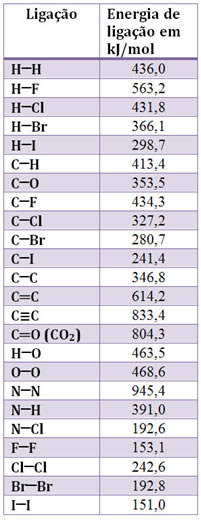 Ligação Energia de
ligação em
kJ/mol
H─H 436,0
H─F 563,2
H─Cl 431,8
H─Br 366,1
H─I 298,7
C─H 413,4
C─O 353,5
C─F 434,3
C─Cl 327,2
C─Br 280,7
C─I 241,4
C─C 346,8
C=C 614,2
C≡C 833,4
C=O (CO₂) 804,3
H─O 463,5
O─O 468,6
N─N 945,4
N─H 391,0
N─Cl 192,6
F─F 153,1
Cl─Cl 242,6
Br─Br 192,8
I─I 151,0